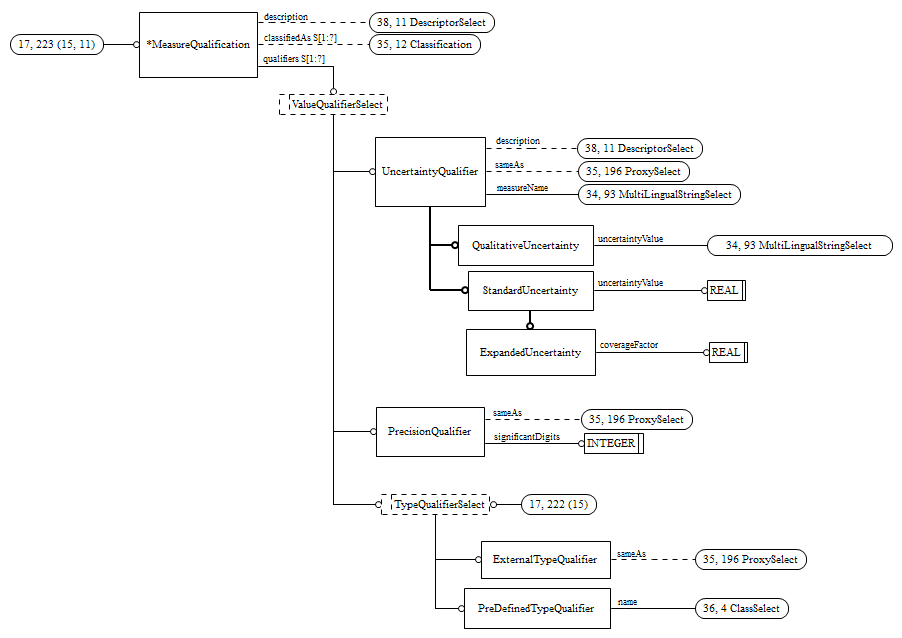 description
38, 11 DescriptorSelect
17, 223 (15, 11)
*MeasureQualification
classifiedAs S[1:?]
35, 12 Classification
qualifiers S[1:?]
ValueQualifierSelect
description
38, 11 DescriptorSelect
UncertaintyQualifier
sameAs
35, 196 ProxySelect
measureName
34, 93 MultiLingualStringSelect
QualitativeUncertainty
uncertaintyValue
34, 93 MultiLingualStringSelect
StandardUncertainty
uncertaintyValue
REAL
ExpandedUncertainty
coverageFactor
REAL
sameAs
35, 196 ProxySelect
PrecisionQualifier
significantDigits
INTEGER
TypeQualifierSelect
17, 222 (15)
ExternalTypeQualifier
sameAs
35, 196 ProxySelect
PreDefinedTypeQualifier
name
36, 4 ClassSelect